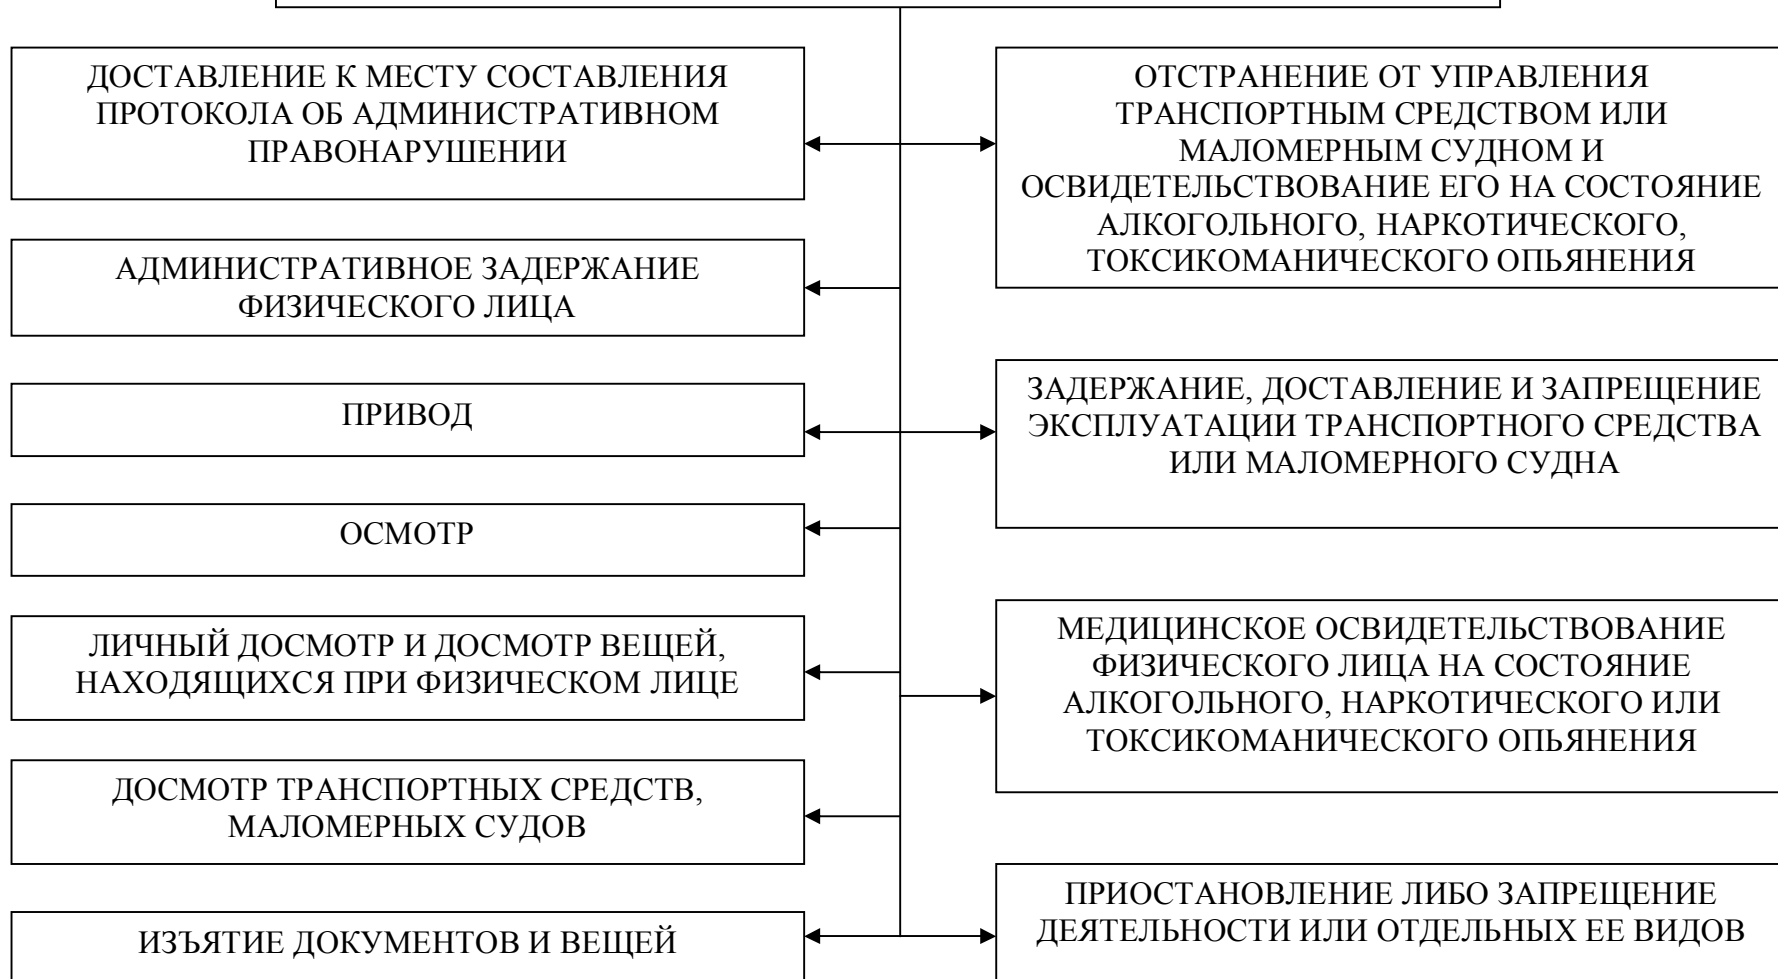 ДОСТАВЛЕНИЕ К МЕСТУ СОСТАВЛЕНИЯ
ПРОТОКОЛА ОБ АДМИНИСТРАТИВНОМ
ПРАВОНАРУШЕНИИ
АДМИНИСТРАТИВНОЕ ЗАДЕРЖАНИЕ
ФИЗИЧЕСКОГО ЛИЦА
ПРИВОД
ОСМОТР
ЛИЧНЫЙ ДОСМОТР И ДОСМОТР ВЕЩЕЙ,
НАХОДЯЩИХСЯ ПРИ ФИЗИЧЕСКОМ ЛИЦЕ
ДОСМОТР ТРАНСПОРТНЫХ СРЕДСТВ,
МАЛОМЕРНЫХ СУДОВ
ИЗЪЯТИЕ ДОКУМЕНТОВ И ВЕЩЕЙ
ОТСТРАНЕНИЕ ОТ УПРАВЛЕНИЯ
ТРАНСПОРТНЫМ СРЕДСТВОМ ИЛИ
МАЛОМЕРНЫМ СУДНОМ И
ОСВИДЕТЕЛЬСТВОВАНИЕ ЕГО НА СОСТОЯНИЕ
АЛКОГОЛЬНОГО, НАРКОТИЧЕСКОГО,
ТОКСИКОМАНИЧЕСКОГО ОПЬЯНЕНИЯ
ЗАДЕРЖАНИЕ, ДОСТАВЛЕНИЕ И ЗАПРЕЩЕНИЕ
ЭКСПЛУАТАЦИИ ТРАНСПОРТНОГО СРЕДСТВА
ИЛИ МАЛОМЕРНОГО СУДНА
МЕДИЦИНСКОЕ ОСВИДЕТЕЛЬСТВОВАНИЕ
ФИЗИЧЕСКОГО ЛИЦА НА СОСТОЯНИЕ
АЛКОГОЛЬНОГО, НАРКОТИЧЕСКОГО ИЛИ
ТОКСИКОМАНИЧЕСКОГО ОПЬЯНЕНИЯ
ПРИОСТАНОВЛЕНИЕ ЛИБО ЗАПРЕЩЕНИЕ
ДЕЯТЕЛЬНОСТИ ИЛИ ОТДЕЛЬНЫХ ЕЕ ВИДОВ